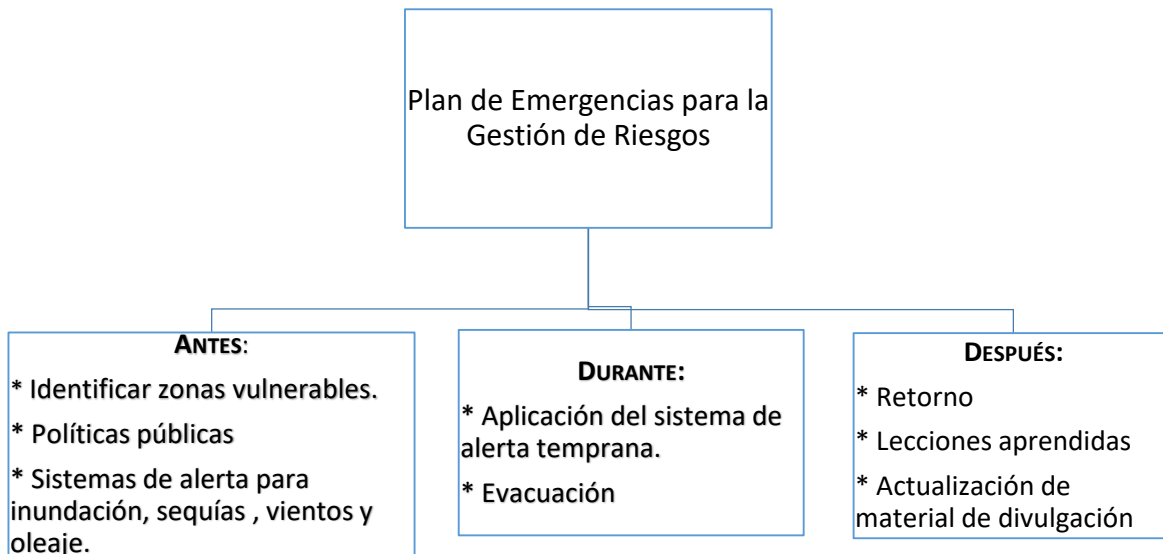 Plan de Emergencias para la
Gestión de Riesgos
ANTES:
* Identificar zonas vulnerables.
* Políticas públicas
* Sistemas de alerta para
inundación, sequías , vientos y
oleaje.
DURANTE:
* Aplicación del sistema de
alerta temprana.
* Evacuación
DESPUÉS:
* Retorno
* Lecciones aprendidas
* Actualización de
material de divulgación